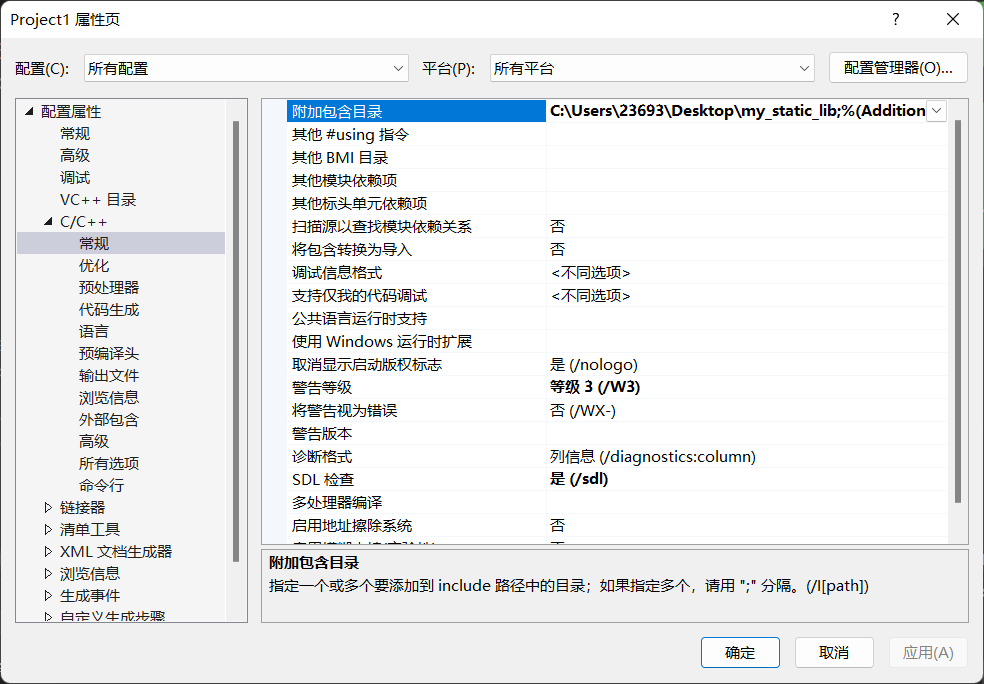 Project1 属性页
配置(C): 所有配置 平台(P): 所有平台 配置管理器(O)...
配置属性
常规
高级
调试
VC++ 目录
C/C++
常规
优化
预处理器
代码生成
语言
预编译头
输出文件
浏览信息
外部包含
高级
所有选项
命令行
链接器
清单工具
XML 文档生成器
浏览信息
生成事件
自定义生成步骤
附加包含目录 C:\Users\23693\Desktop\my_static_lib;%(Addition
其他 #using 指令
其他 BMI 目录
其他模块依赖项
其他标头单元依赖项
扫描源以查找模块依赖关系 否
将包含转换为导入 否
调试信息格式 <不同选项>
支持仅我的代码调试 <不同选项>
公共语言运行时支持
使用 Windows 运行时扩展
取消显示启动版权标志 是 (/nologo)
警告等级 等级 3 (/W3)
将警告视为错误 否 (/WX-)
警告版本
诊断格式 列信息 (/diagnostics:column)
SDL 检查 是 (/sdl)
多处理器编译
启用地址擦除系统 否
附加包含目录
指定一个或多个要添加到 include 路径中的目录；如果指定多个，请用 ";" 分隔。(/I[path])
确定 取消 应用(A)